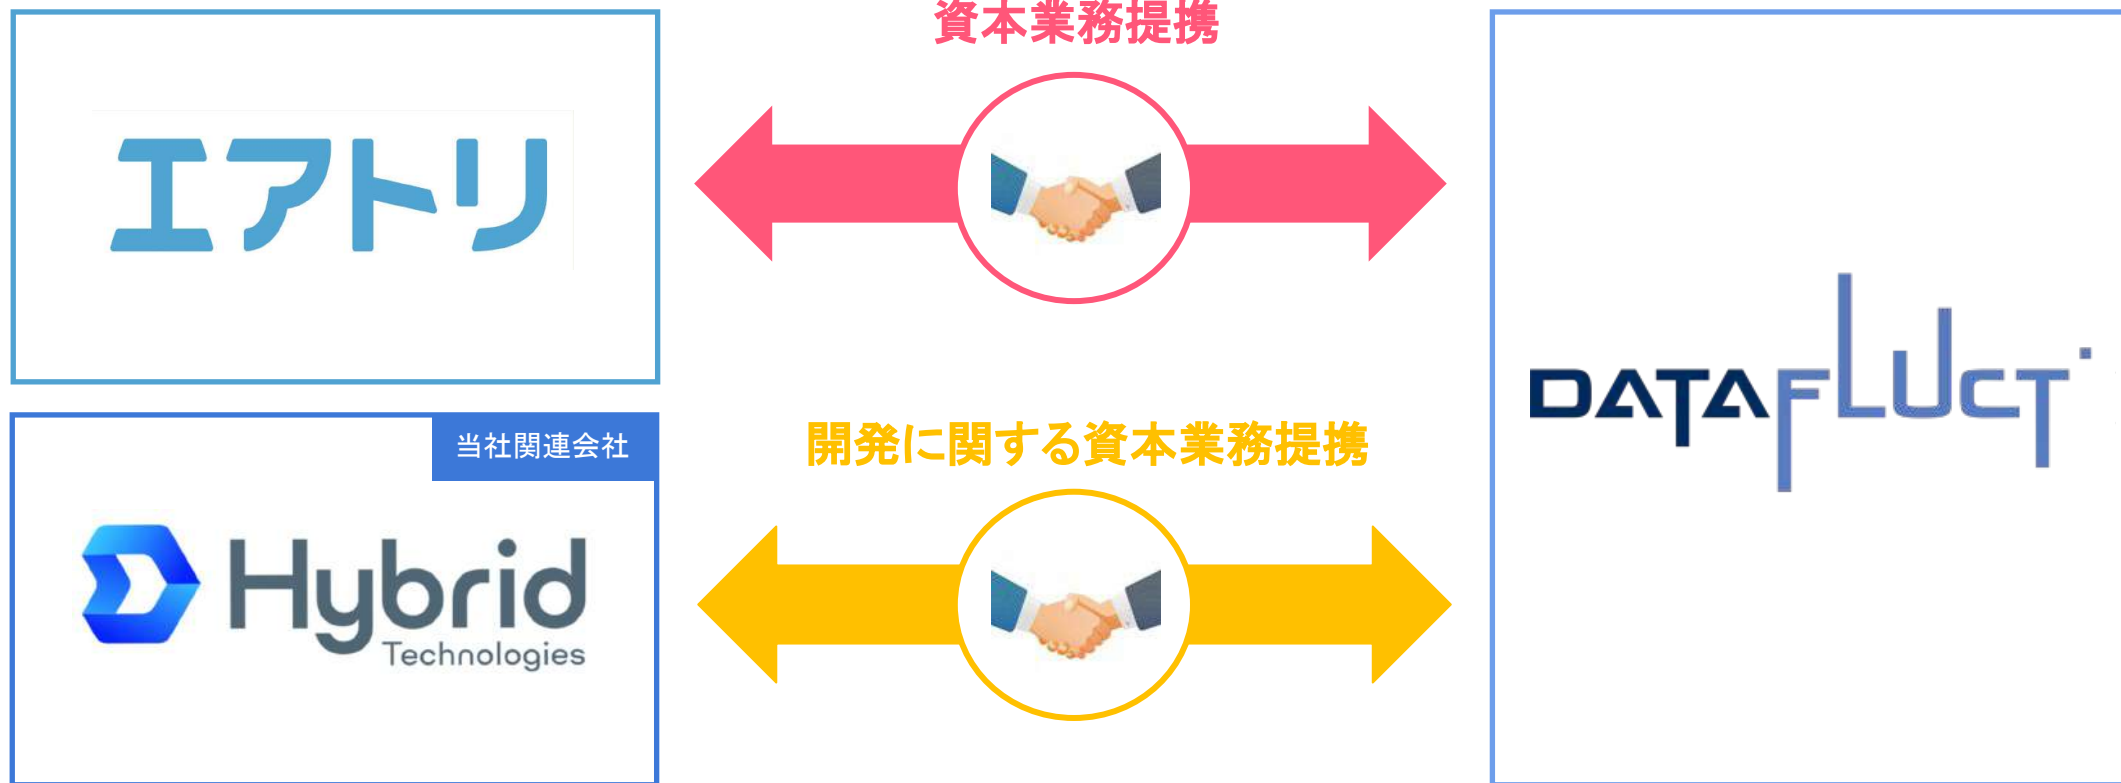 資本業務提携
エアトリ
DATAFLUCT
当社関連会社
開発に関する資本業務提携
Hybrid
Technologies